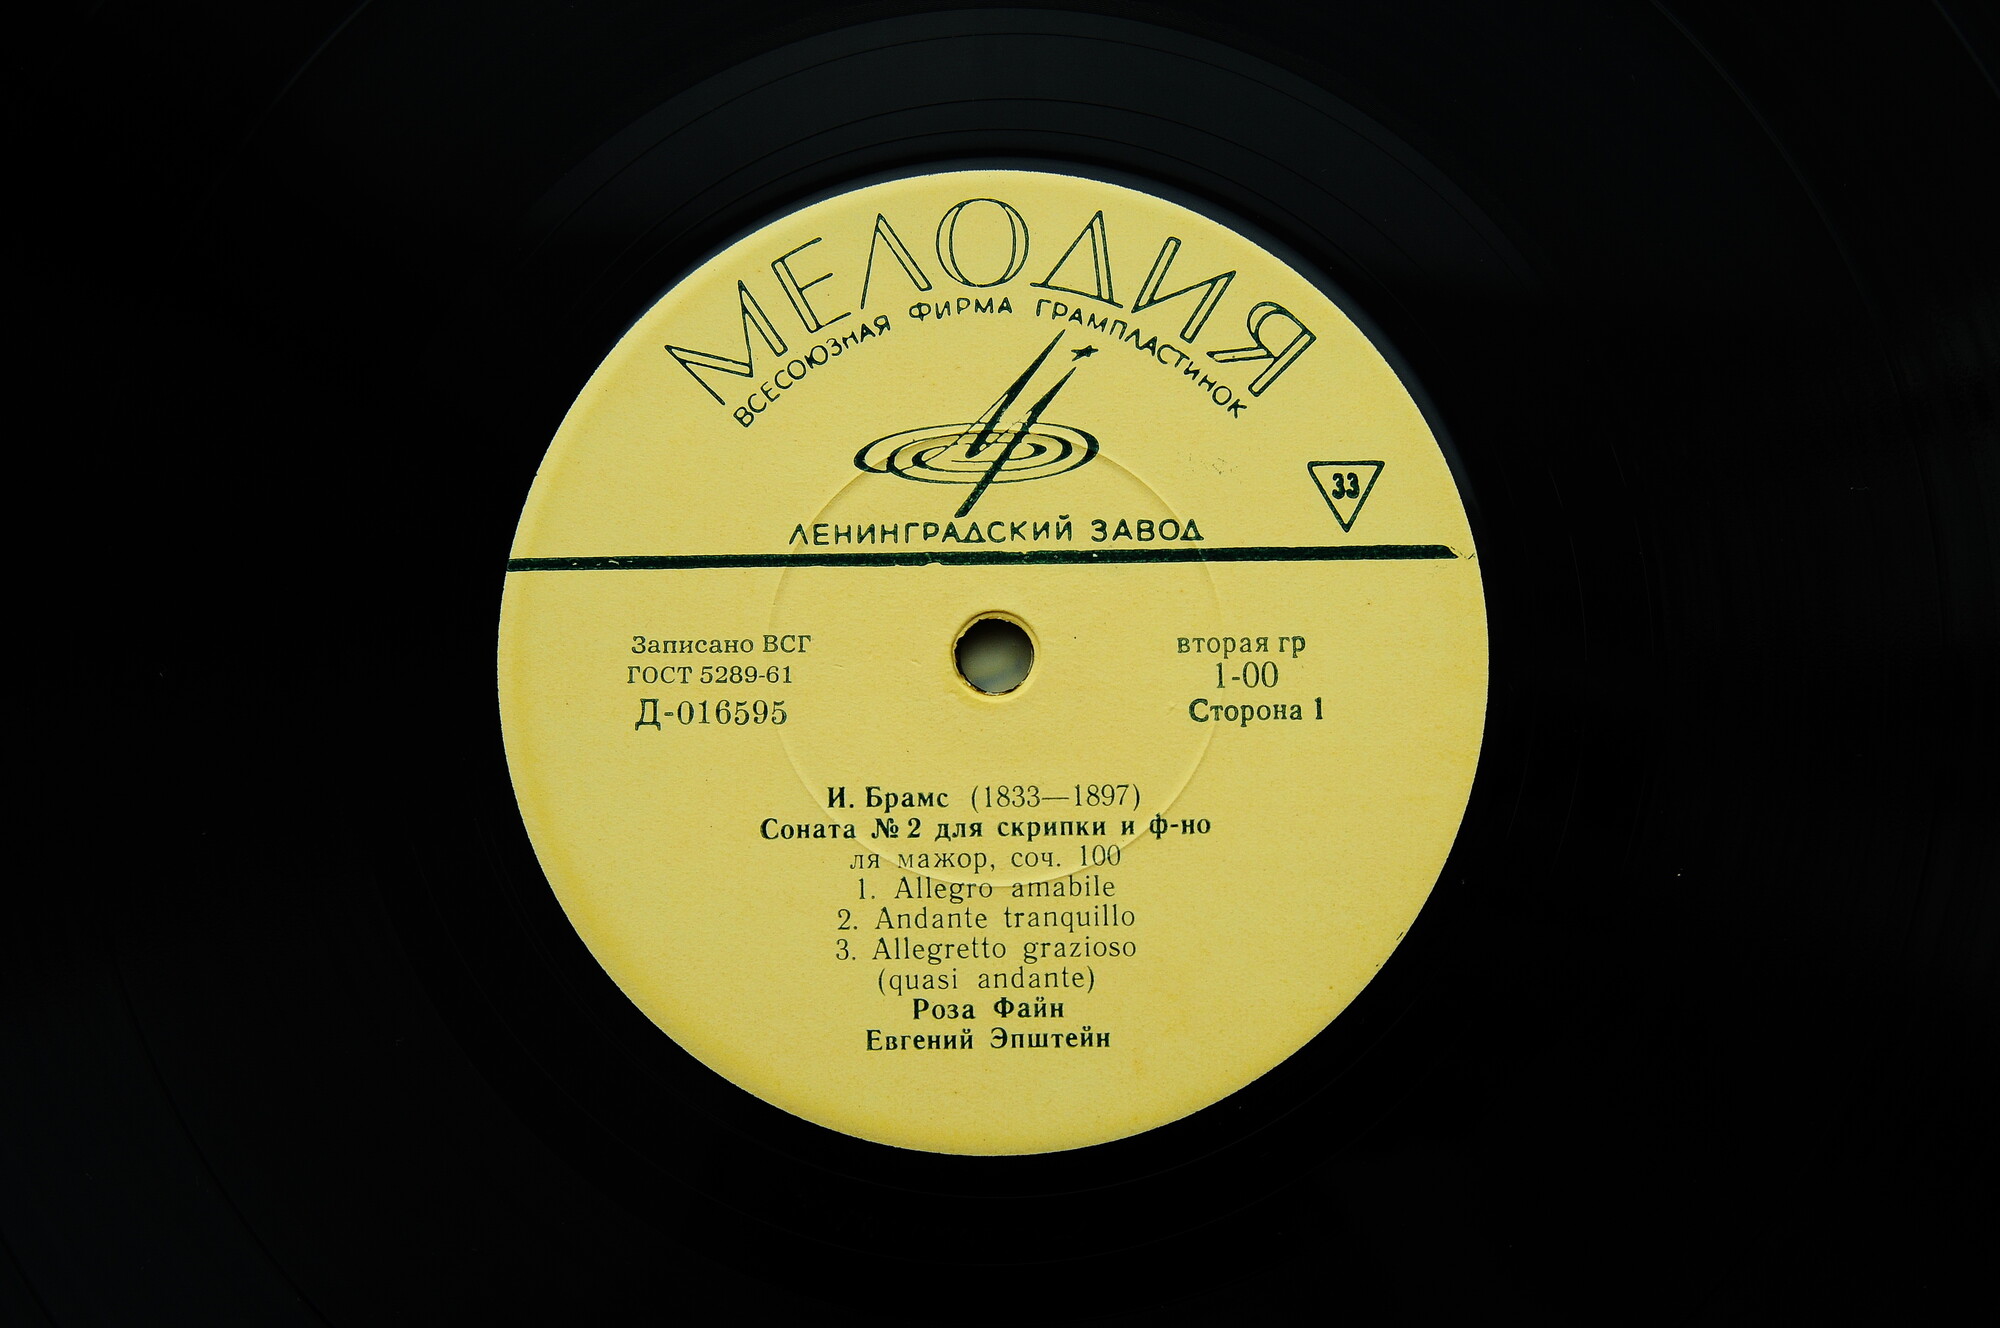 МЕЛОДИЯ
ВСЕСОЮЗНАЯ ФИРМА ГРАМПЛАСТИНОК
33
ЛЕНИНГРАДСКИЙ ЗАВОД
Записано ВСГ
ГОСТ 5289-61
Д-016595
вторая гр
1-00
Сторона 1
И. Брамс (1833—1897)
Соната № 2 для скрипки и ф-но
ля мажор, соч. 100
1. Allegro amabile
2. Andante tranquillo
3. Allegretto grazioso
(quasi andante)
Роза Файн
Евгений Эпштейн